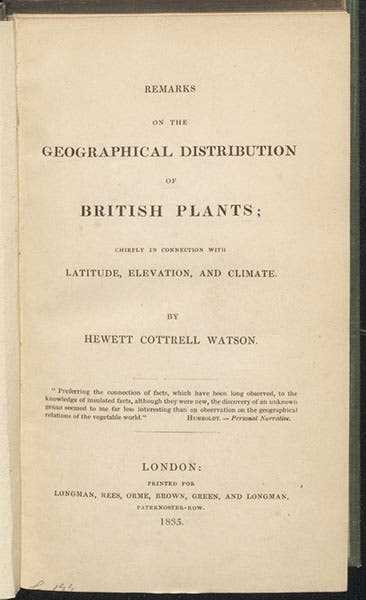 REMARKS
ON THE
GEOGRAPHICAL DISTRIBUTION
OF
BRITISH PLANTS;
CHIEFLY IN CONNECTION WITH
LATITUDE, ELEVATION, AND CLIMATE.
BY
HEWETT COTTRELL WATSON.
" Preferring the connection of facts, which have been long observed, to the
knowledge of insulated facts, although they were new, the discovery of an unknown
genus seemed to me far less interesting than an observation on the geographical
relations of the vegetable world." HUMBOLDT. — Personal Narrative.
LONDON:
PRINTED FOR
LONGMAN, REES, ORME, BROWN, GREEN, AND LONGMAN,
PATERNOSTER-ROW.
1835.